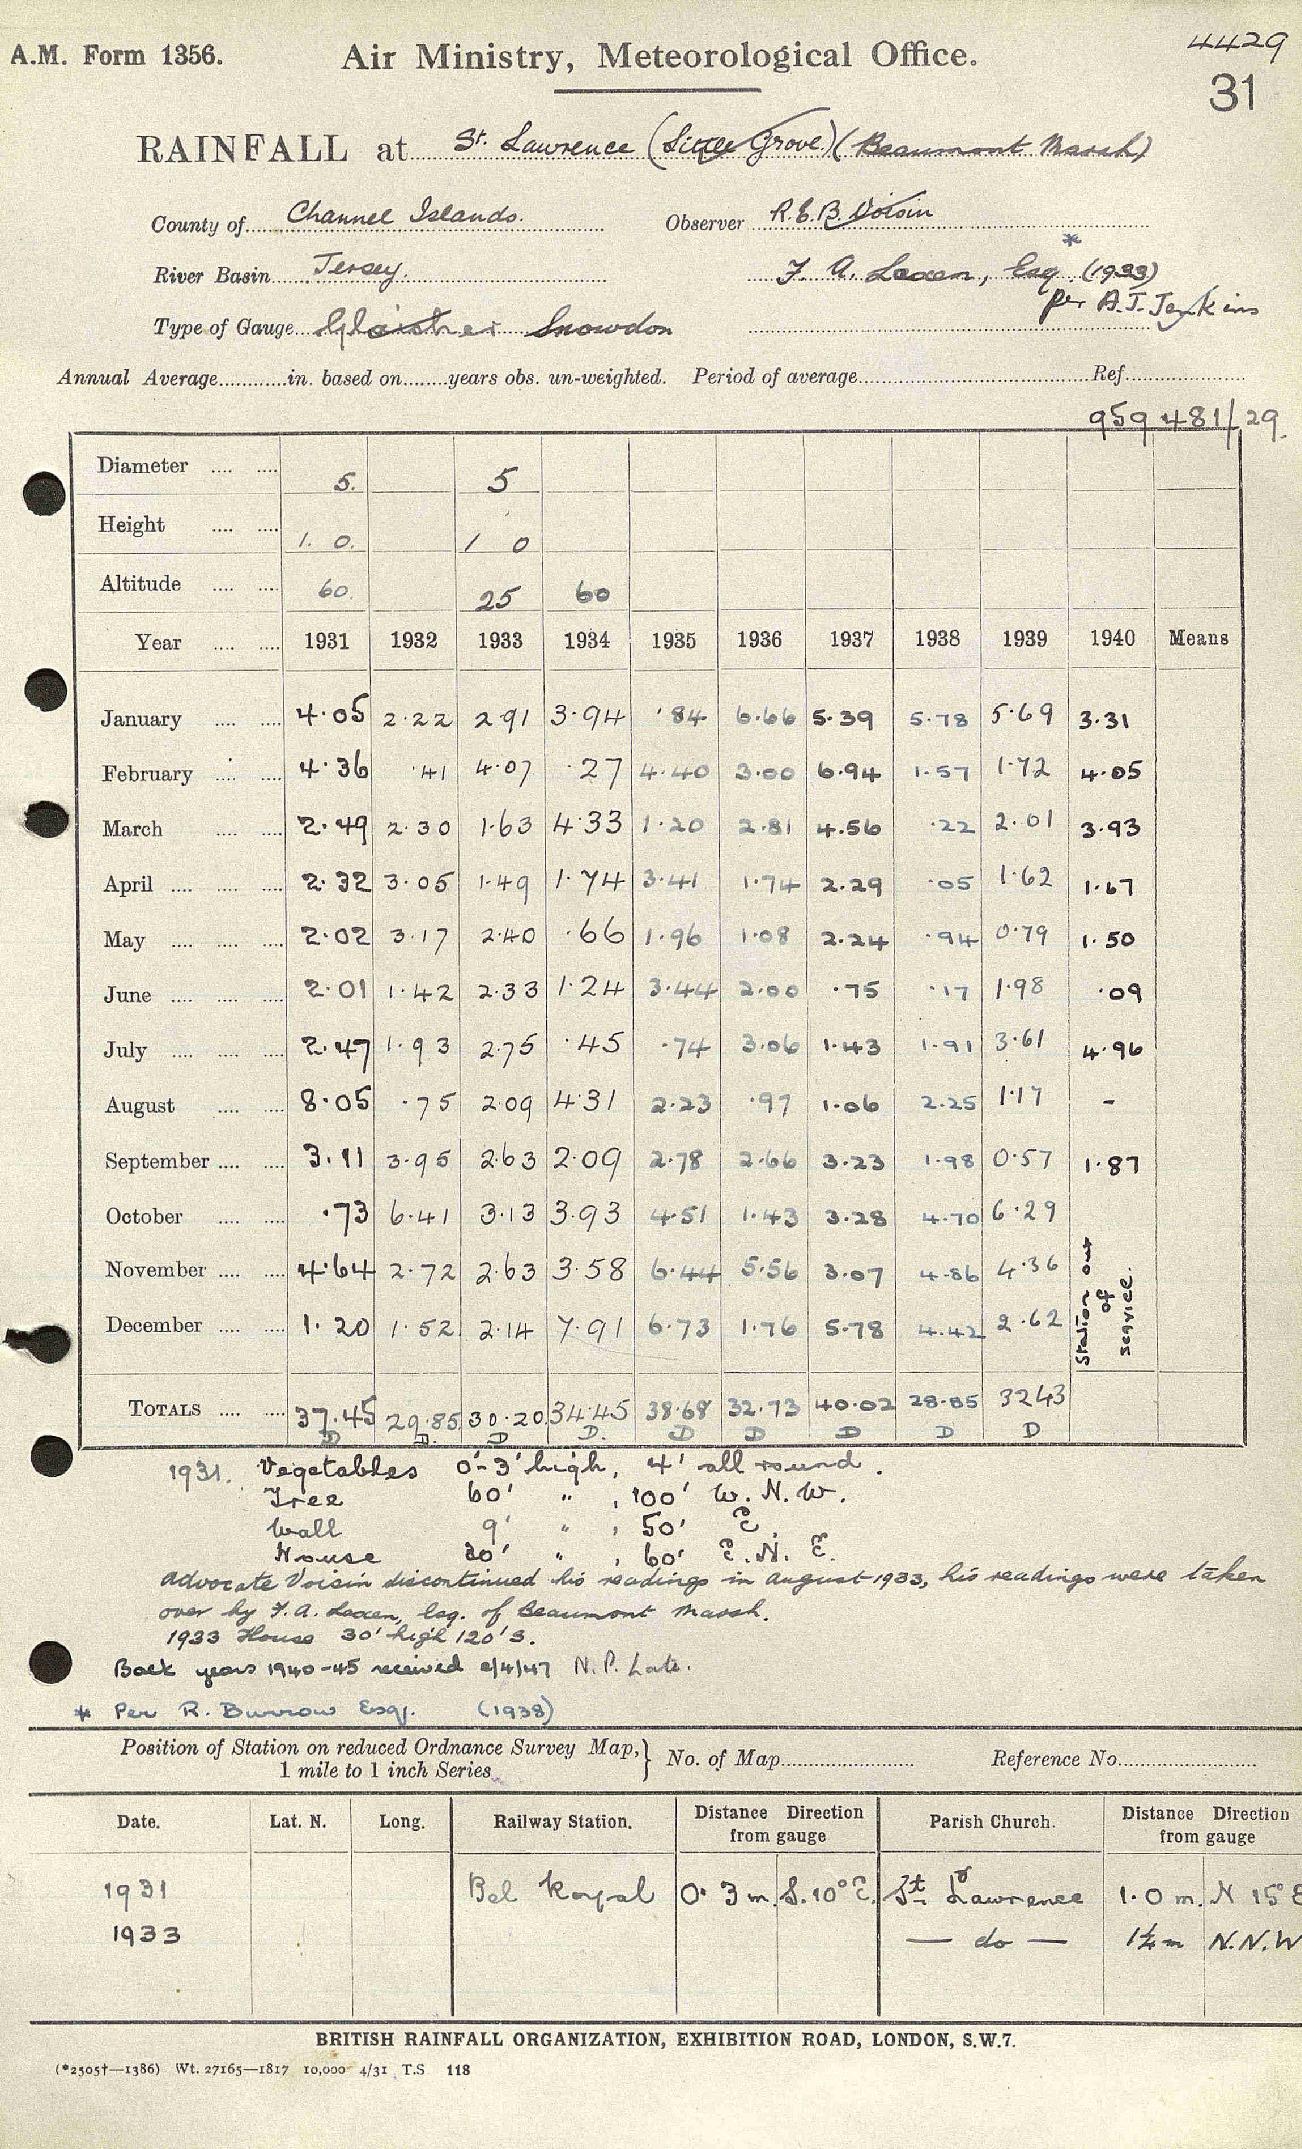 A.M. Form 1356.
Air Ministry, Meteorological Office.
4429
31
RAINFALL at St. Lawrence (Little Grove) (Beaumont Marsh)
County of Channel Islands.
Observer R.E.B. Voisin
River Basin Jersey.
* F. A. Laxen, Esq. (1933)
per A.J. Jenkins
Type of Gauge Glaisher Snowdon
Annual Average in. based on years obs. un-weighted. Period of average Ref
959 481/29.
Diameter 5. 5
Height 1. 0. 1 0
Altitude 60. 25 60
Year 1931 1932 1933 1934 1935 1936 1937 1938 1939 1940 Means
January 4.05 2.22 2.91 3.94 .84 6.66 5.39 5.78 5.69 3.31
February 4.36 .41 4.07 .27 4.40 3.00 6.94 1.57 1.72 4.05
March 2.49 2.30 1.63 4.33 1.20 2.81 4.56 .22 2.01 3.93
April 2.32 3.05 1.49 1.74 3.41 1.74 2.29 .05 1.62 1.67
May 2.02 3.17 2.40 .66 1.96 1.08 2.24 .94 0.79 1.50
June 2.01 1.42 2.33 1.24 3.44 2.00 .75 .17 1.98 .09
July 2.47 1.93 2.75 .45 .74 3.06 1.43 1.91 3.61 4.96
August 8.05 .75 2.09 4.31 2.23 .97 1.06 2.25 1.17 -
September 3.11 3.95 2.63 2.09 2.78 2.66 3.23 1.98 0.57 1.87
October .73 6.41 3.13 3.93 4.51 1.43 3.28 4.70 6.29
November 4.64 2.72 2.63 3.58 6.44 5.56 3.07 4.86 4.36
December 1.20 1.52 2.14 7.91 6.73 1.76 5.78 4.42 2.62
Station out of service.
TOTALS 37.45 29.85 30.20 34.45 38.68 32.73 40.02 28.85 32.43
D D. D D. D D D D D
1931. Vegetables 0'-3' high, 4' all round.
Tree 60' " , 100' W. N. W.
Wall 9' " , 50' E.
House 30' " , 60' E. N. E.
Advocate Voisin discontinued his readings in August 1933, his readings were taken
over by F. A. Laxen, Esq. of Beaumont Marsh.
1933 House 30' high 120' S.
Back years 1940-45 received 2/4/47 N. P. Late.
* Per R. Burrow Esq. (1938)
Position of Station on reduced Ordnance Survey Map, 1 mile to 1 inch Series } No. of Map Reference No.
Date. Lat. N. Long. Railway Station. Distance Direction from gauge Parish Church. Distance Direction from gauge
1931 Bel Royal 0.3 m. S. 10° E. St Lawrence 1.0 m. N 15° E
1933 — do — 1¼ m N.N.W
BRITISH RAINFALL ORGANIZATION, EXHIBITION ROAD, LONDON, S.W.7.
(*2505†—1386) Wt. 27165—1817 10,000 4/31 T.S 118